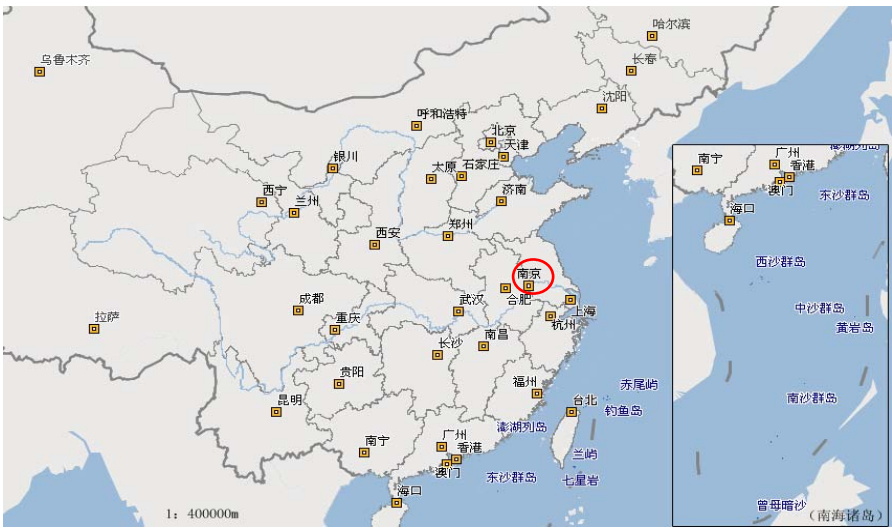 哈尔滨
乌鲁木齐
长春
沈阳
呼和浩特
北京
天津
银川
太原
石家庄
西宁
兰州
济南
郑州
西安
南京
合肥
上海
成都
武汉
杭州
拉萨
重庆
南昌
长沙
贵阳
福州
赤尾屿
昆明
台北
钓鱼岛
澎湖列岛
南宁
广州
香港
澳门
兰屿
东沙群岛
七星岩
海口
1: 400000m
澎湖列岛
南宁
广州
香港
澳门
东沙群岛
海口
西沙群岛
中沙群岛
黄岩岛
南沙群岛
曾母暗沙
(南海诸岛)